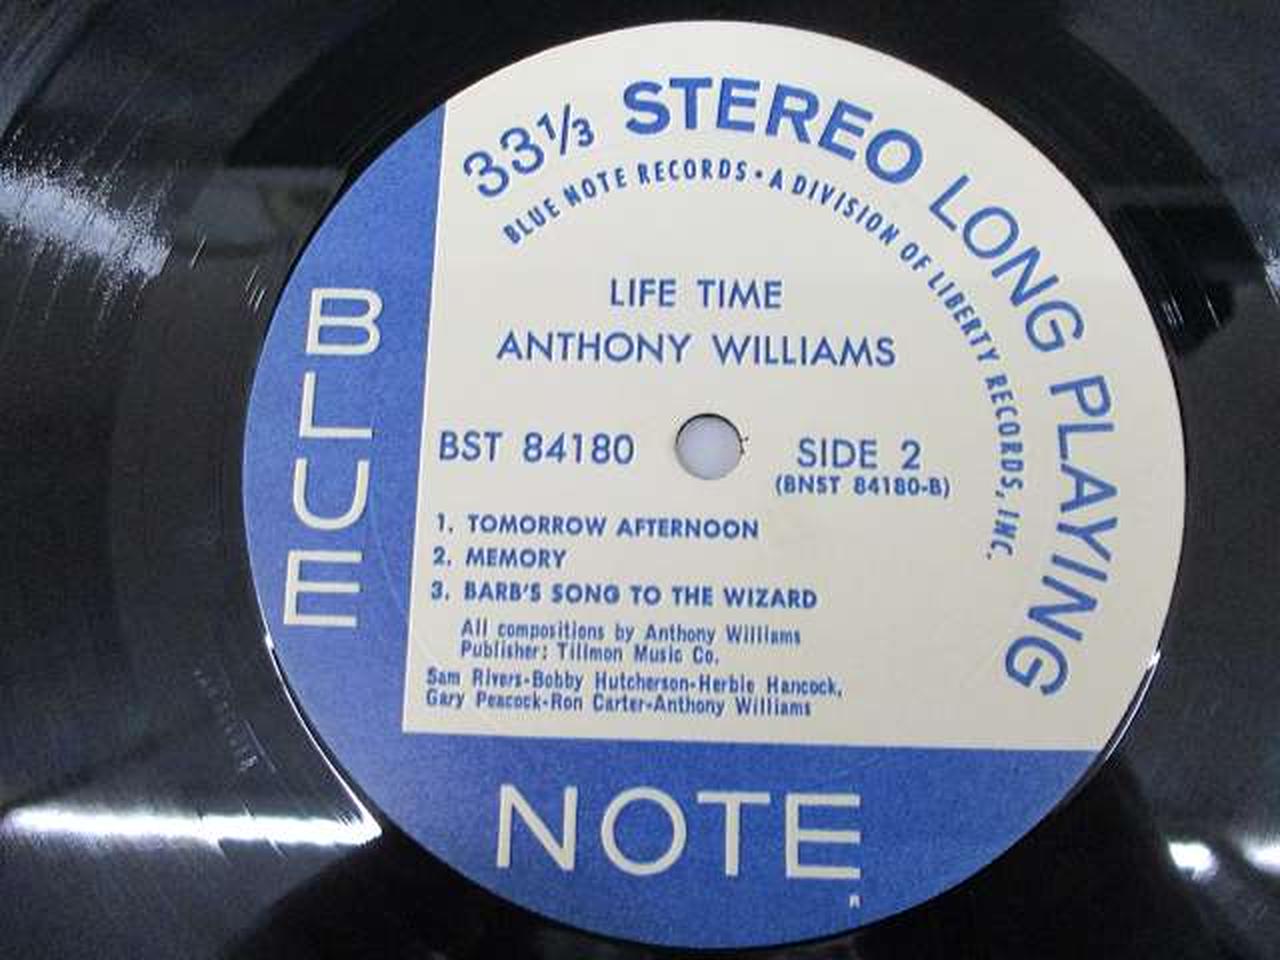 33⅓ STEREO LONG PLAYING
BLUE NOTE RECORDS • A DIVISION OF LIBERTY RECORDS, INC.
LIFE TIME
ANTHONY WILLIAMS
BST 84180
SIDE 2
(BNST 84180-B)
1. TOMORROW AFTERNOON
2. MEMORY
3. BARB'S SONG TO THE WIZARD
All compositions by Anthony Williams
Publisher: Tillmon Music Co.
Sam Rivers-Bobby Hutcherson-Herbie Hancock,
Gary Peacock-Ron Carter-Anthony Williams
BLUE
NOTE
R